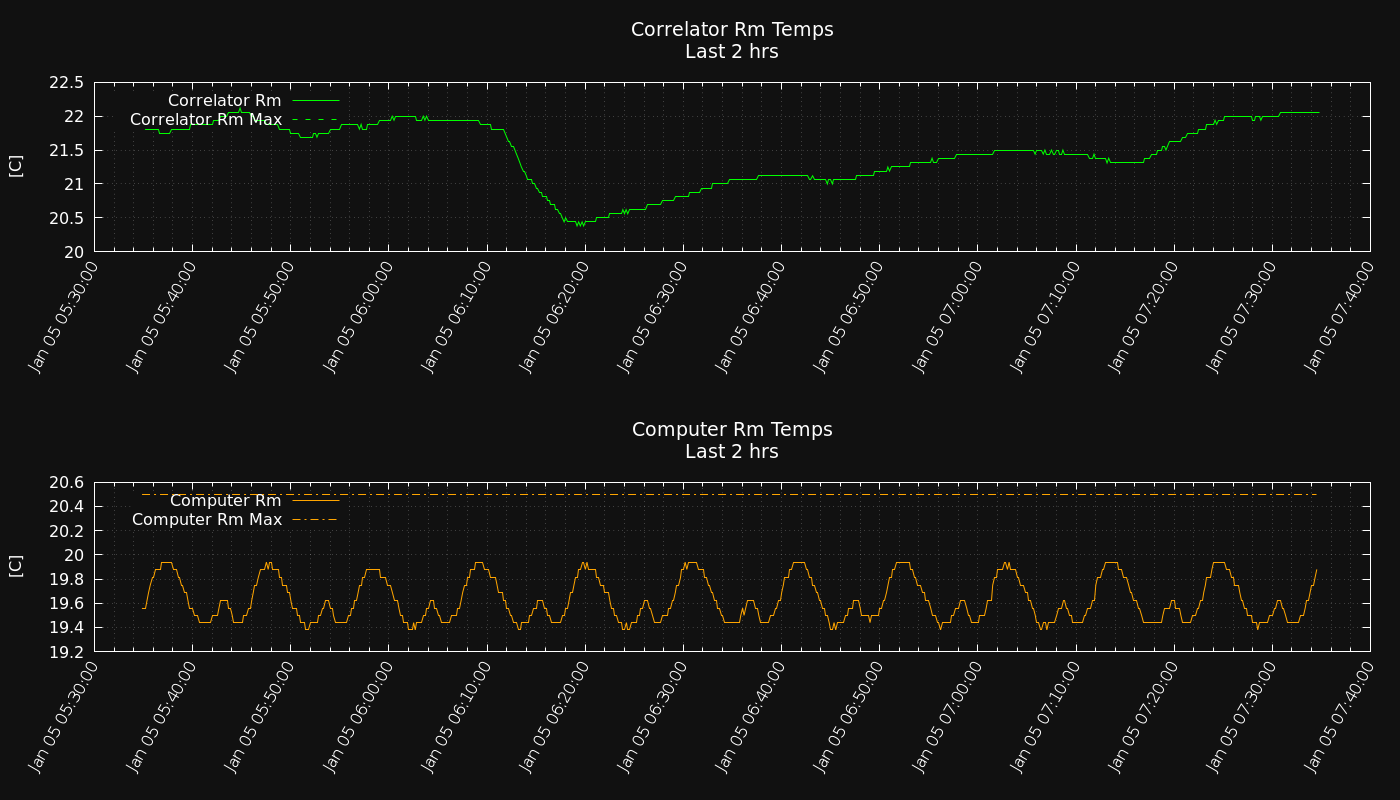 Correlator Rm Temps
Last 2 hrs
22.5
22
21.5
21
20.5
20
[C]
Correlator Rm
Correlator Rm Max
Jan 05 05:30:00
Jan 05 05:40:00
Jan 05 05:50:00
Jan 05 06:00:00
Jan 05 06:10:00
Jan 05 06:20:00
Jan 05 06:30:00
Jan 05 06:40:00
Jan 05 06:50:00
Jan 05 07:00:00
Jan 05 07:10:00
Jan 05 07:20:00
Jan 05 07:30:00
Jan 05 07:40:00
Computer Rm Temps
Last 2 hrs
20.6
20.4
20.2
20
19.8
19.6
19.4
19.2
[C]
Computer Rm
Computer Rm Max
Jan 05 05:30:00
Jan 05 05:40:00
Jan 05 05:50:00
Jan 05 06:00:00
Jan 05 06:10:00
Jan 05 06:20:00
Jan 05 06:30:00
Jan 05 06:40:00
Jan 05 06:50:00
Jan 05 07:00:00
Jan 05 07:10:00
Jan 05 07:20:00
Jan 05 07:30:00
Jan 05 07:40:00